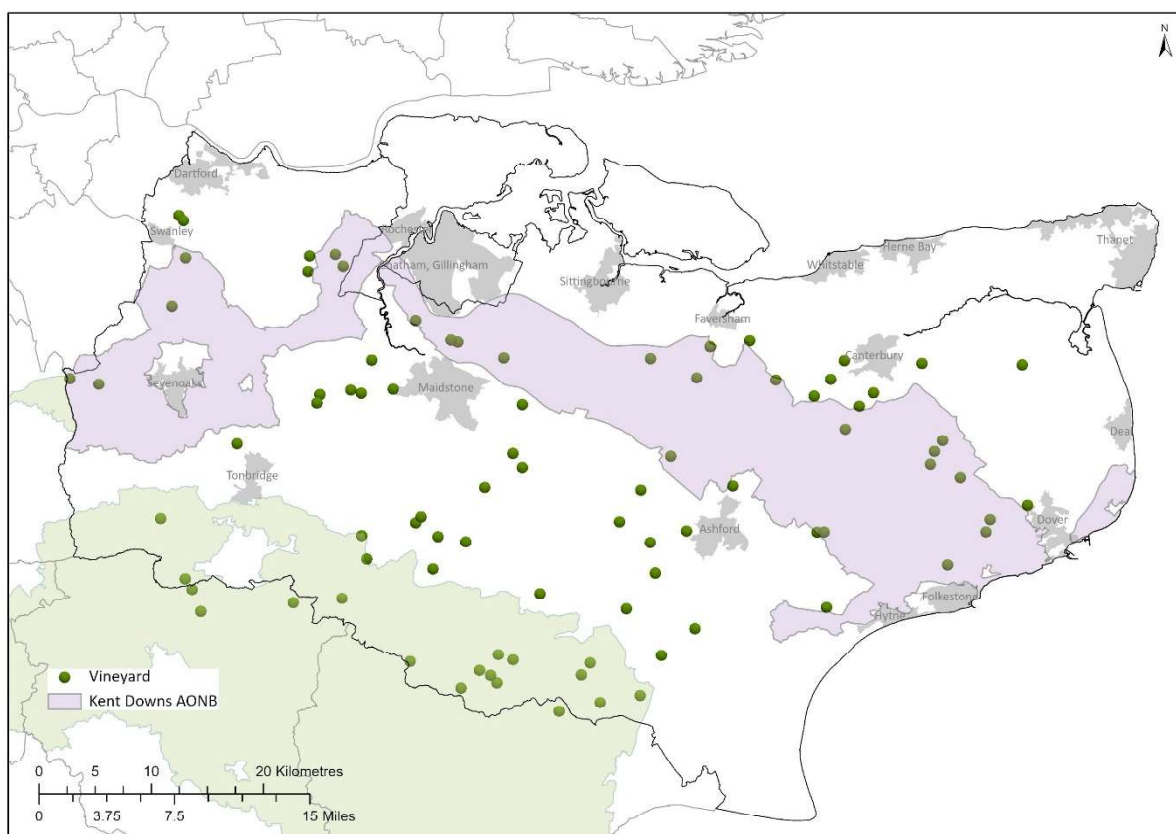 N
Dartford
Swanley
Rochester
Chatham, Gillingham
Sittingbourne
Whitstable
Herne Bay
Thanet
Faversham
Canterbury
Sevenoaks
Maidstone
Deal
Tonbridge
Ashford
Dover
Folkestone
Hythe
Vineyard
Kent Downs AONB
0 5 10 20 Kilometres
0 3.75 7.5 15 Miles